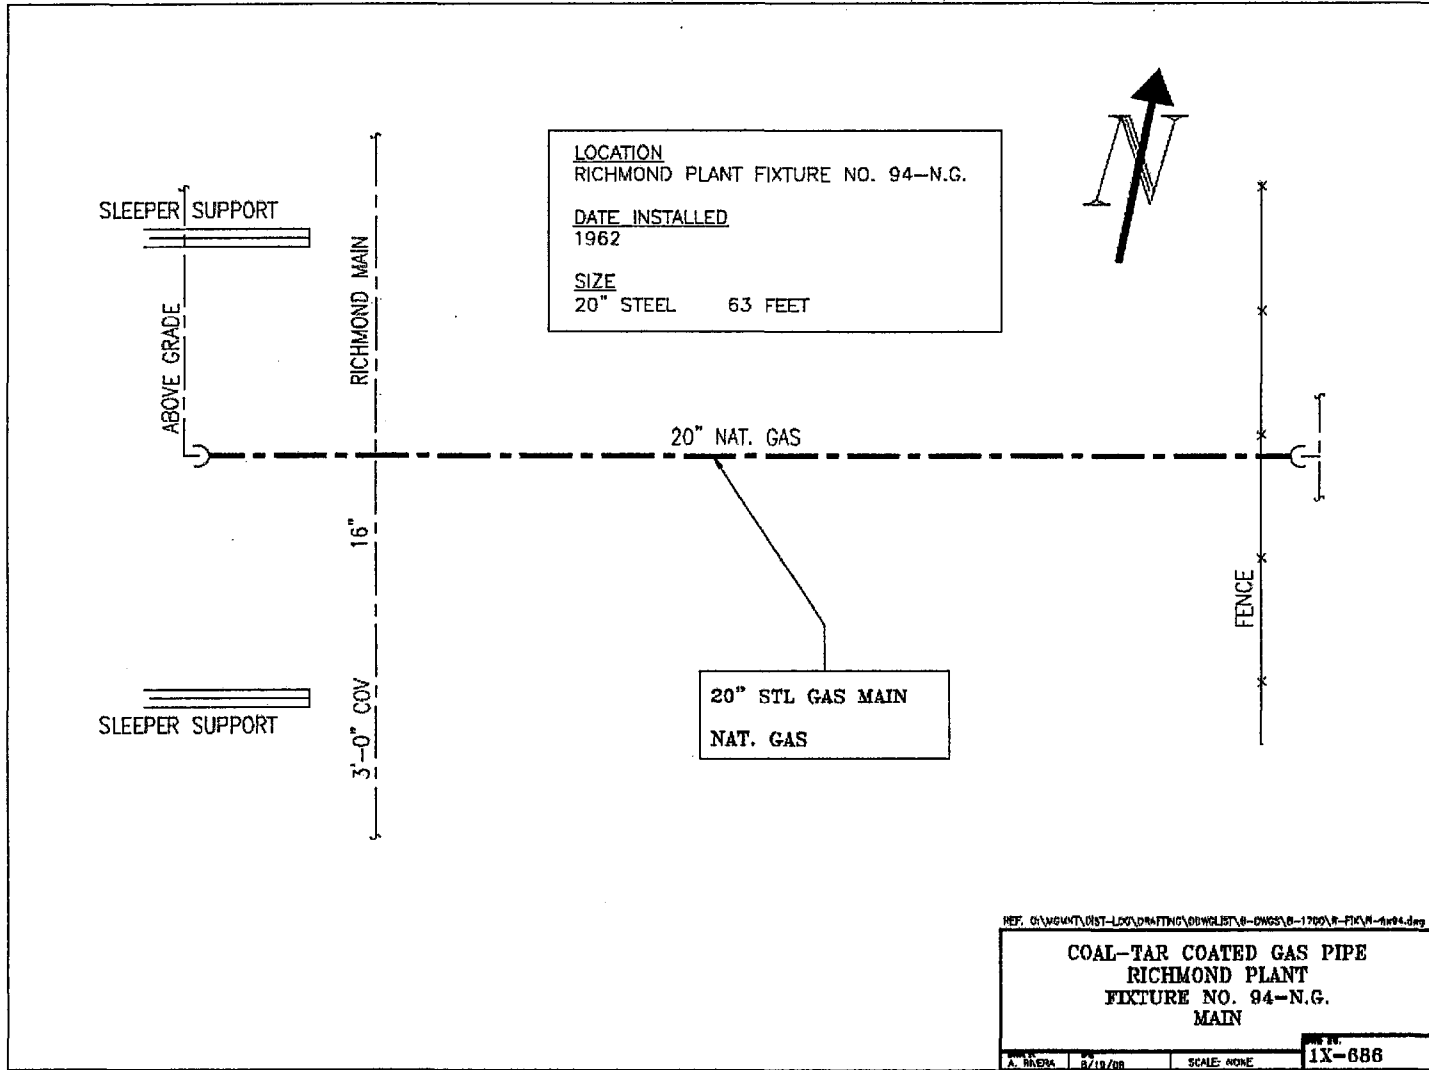 LOCATION
RICHMOND PLANT FIXTURE NO. 94-N.G.
DATE INSTALLED
1962
SIZE
20" STEEL 63 FEET
N
SLEEPER SUPPORT
ABOVE GRADE
RICHMOND MAIN
20" NAT. GAS
16"
3'-0" COV
SLEEPER SUPPORT
FENCE
20" STL GAS MAIN
NAT. GAS
REF.
COAL-TAR COATED GAS PIPE
RICHMOND PLANT
FIXTURE NO. 94-N.G.
MAIN
A. RIVERA
SCALE: NONE
1X-686